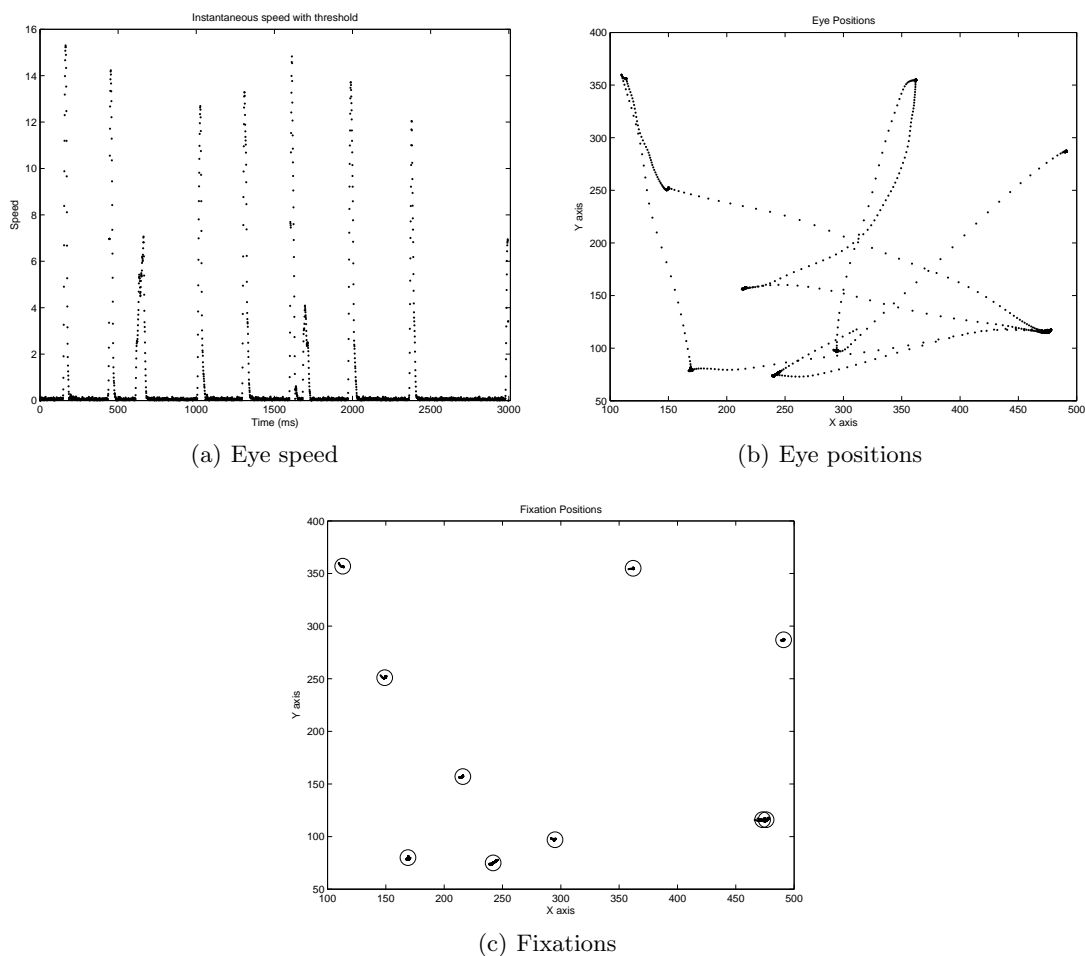 Instantaneous speed with threshold
16
14
12
10
8
6
4
2
0
Speed
0 500 1000 1500 2000 2500 3000
Time (ms)
(a) Eye speed
Eye Positions
400
350
300
250
200
150
100
50
Y axis
100 150 200 250 300 350 400 450 500
X axis
(b) Eye positions
Fixation Positions
400
350
300
250
200
150
100
50
Y axis
100 150 200 250 300 350 400 450 500
X axis
(c) Fixations